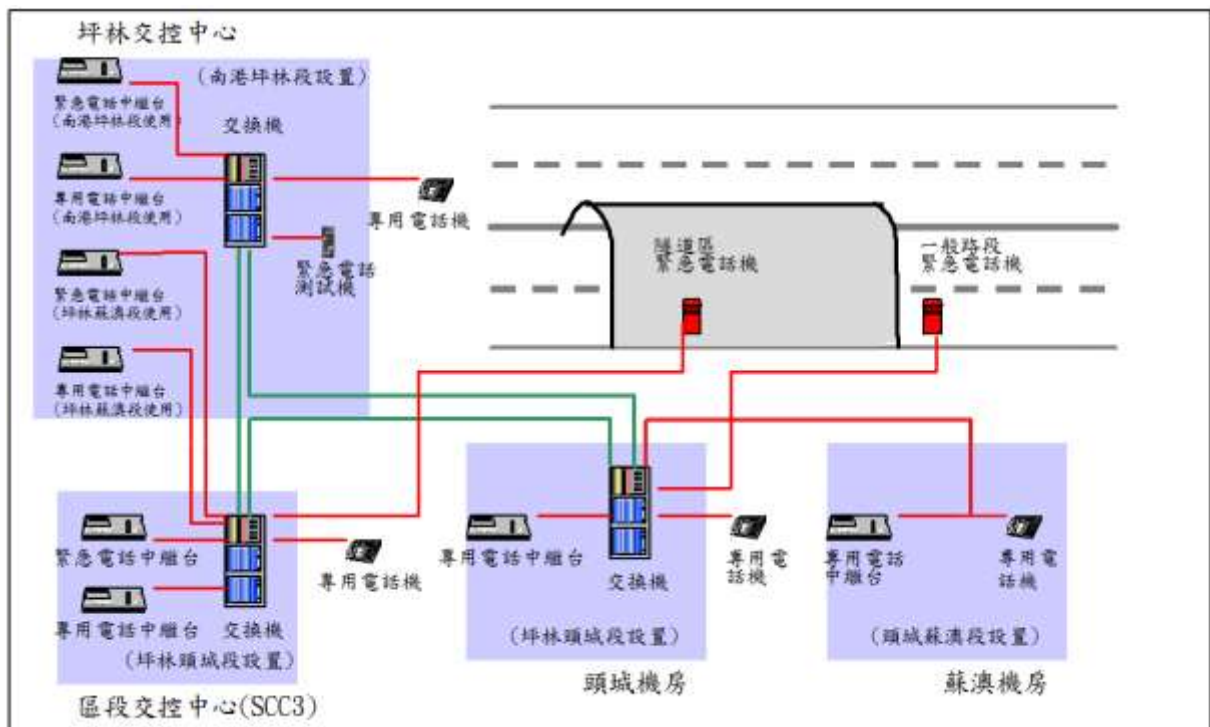 坪林交控中心
(南港坪林段設置)
緊急電話中繼台
(南港坪林段使用)
交換機
專用電話中繼台
(南港坪林段使用)
專用電話機
緊急電話
測試機
緊急電話中繼台
(坪林蘇澳段使用)
專用電話中繼台
(坪林蘇澳段使用)
隧道區
緊急電話機
一般路段
緊急電話機
緊急電話中繼台
專用電話中繼台
專用電話機
交換機
(坪林頭城段設置)
區段交控中心(SCC3)
專用電話中繼台
專用電
話機
交換機
(坪林頭城段設置)
頭城機房
專用電話
中繼台
專用電
話機
(頭城蘇澳段設置)
蘇澳機房